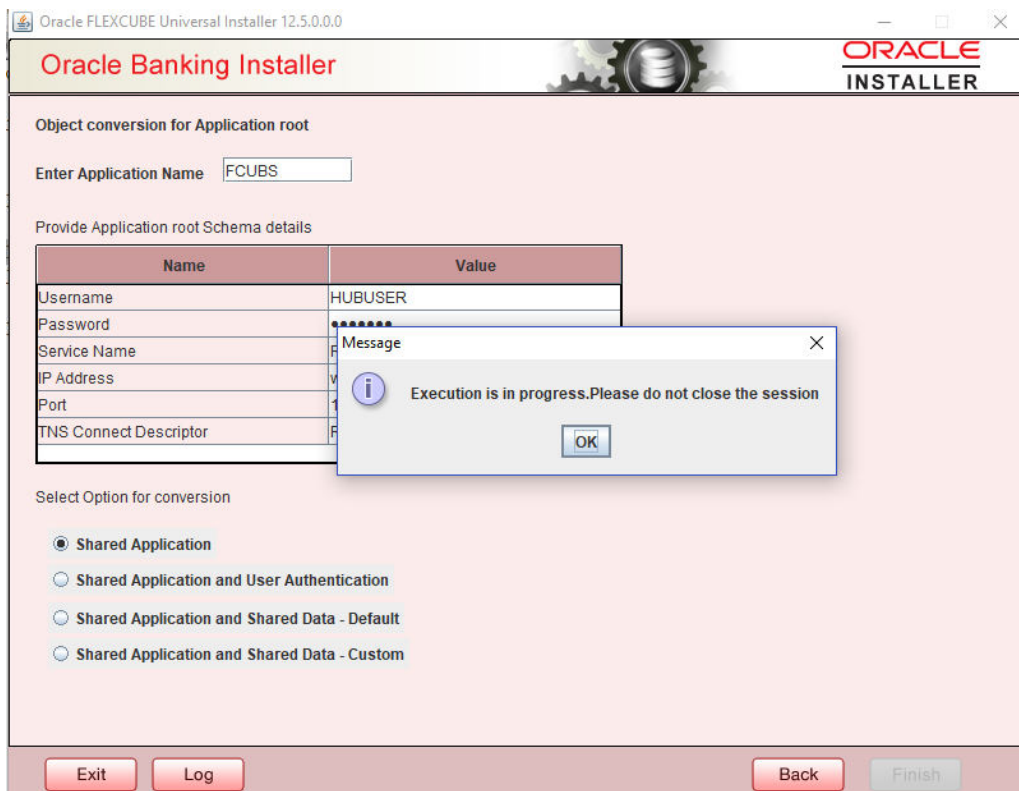 Oracle FLEXCUBE Universal Installer 12.5.0.0.0
Oracle Banking Installer
ORACLE
INSTALLER
Object conversion for Application root
Enter Application Name FCUBS
Provide Application root Schema details
Name Value
Username HUBUSER
Password •••••••
Service Name
IP Address
Port
TNS Connect Descriptor
Message
Execution is in progress.Please do not close the session
OK
Select Option for conversion
Shared Application
Shared Application and User Authentication
Shared Application and Shared Data - Default
Shared Application and Shared Data - Custom
Exit Log Back Finish